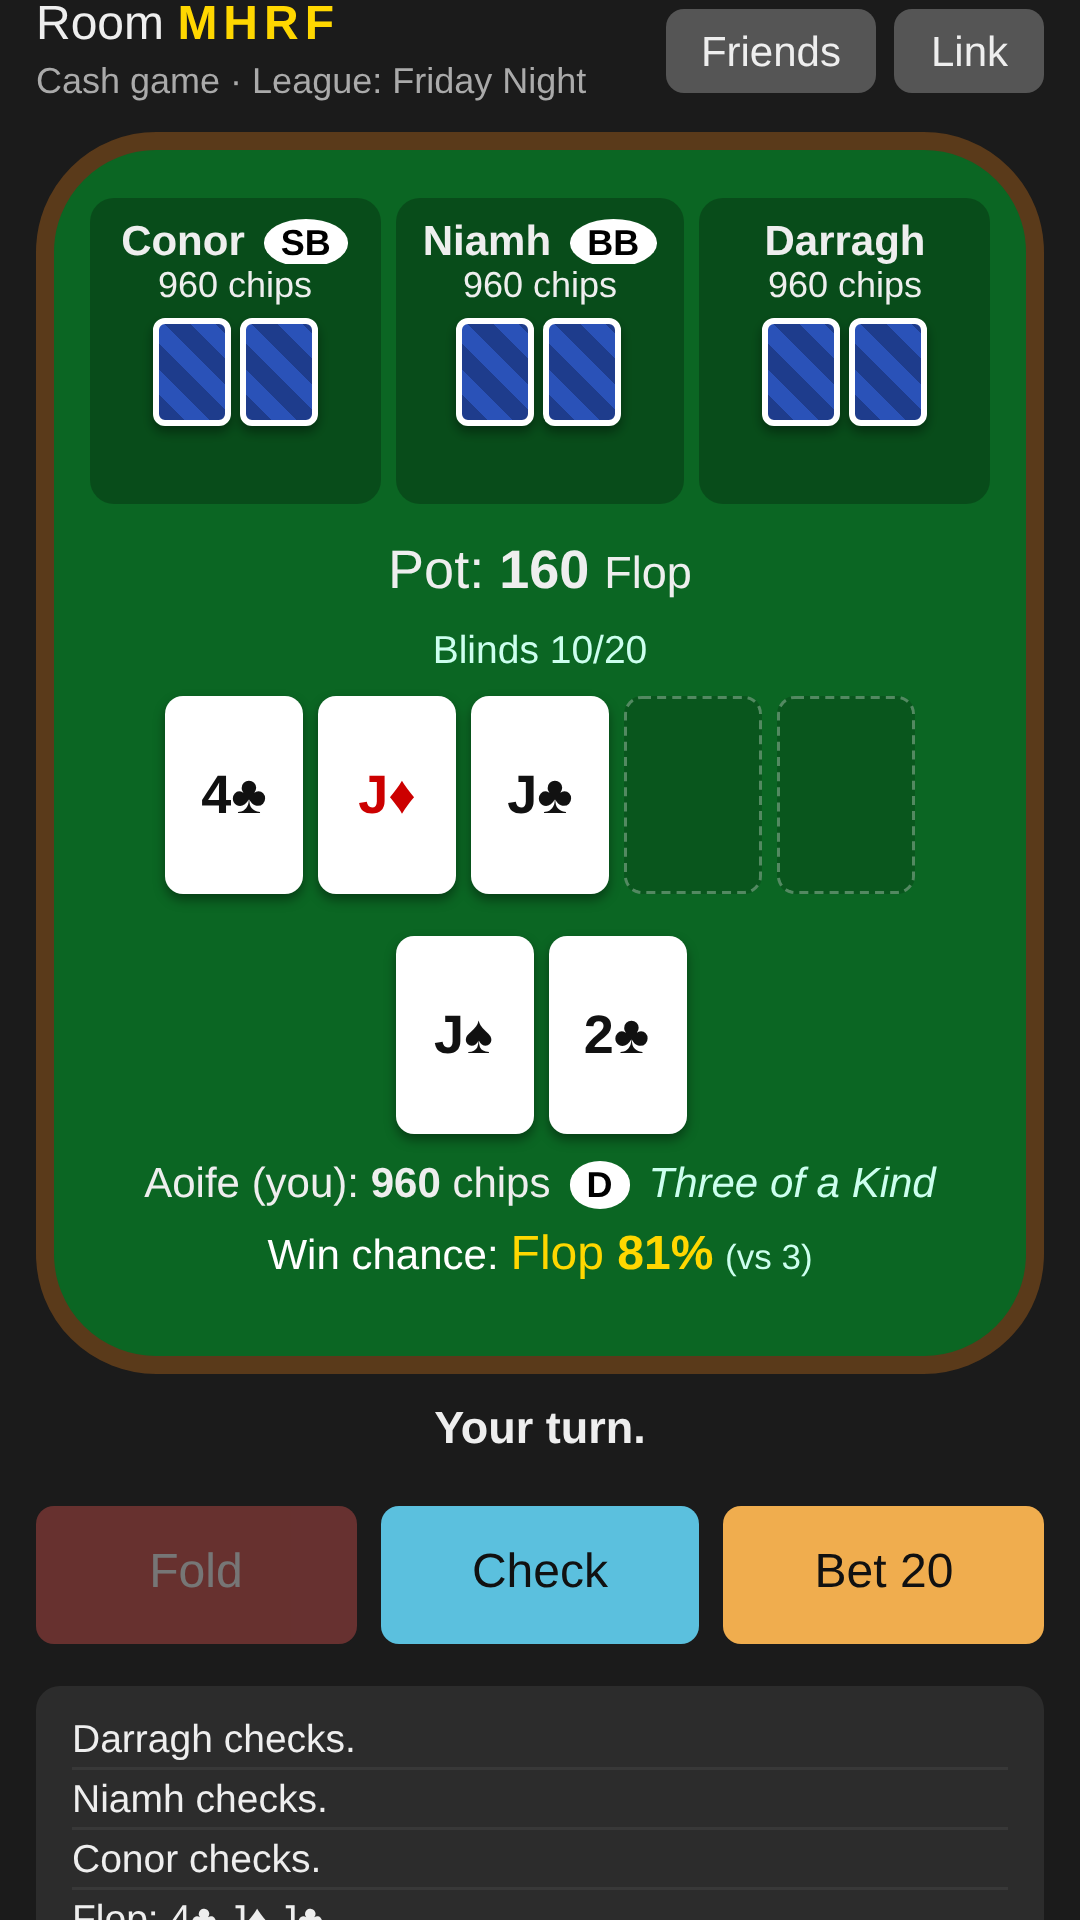 Room MHRF
Friends
Link
Cash game · League: Friday Night
Conor SB
960 chips
Niamh BB
960 chips
Darragh
960 chips
Pot: 160 Flop
Blinds 10/20
4♣ J♦ J♣
J♠ 2♣
Aoife (you): 960 chips D Three of a Kind
Win chance: Flop 81% (vs 3)
Your turn.
Fold
Check
Bet 20
Darragh checks.
Niamh checks.
Conor checks.
Flop: 4♣ J♦ J♣